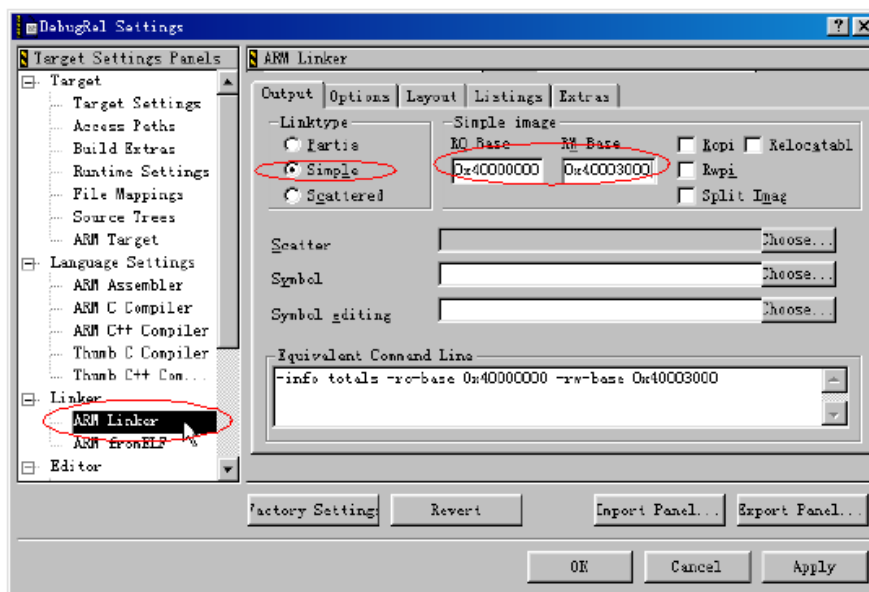 DebugRel Settings
Target Settings Panels
Target
Target Settings
Access Paths
Build Extras
Runtime Settings
File Mappings
Source Trees
ARM Target
Language Settings
ARM Assembler
ARM C Compiler
ARM C++ Compiler
Thumb C Compiler
Thumb C++ Com...
Linker
ARM Linker
ARM fromELF
Editor
ARM Linker
Output Options Layout Listings Extras
Linktype
Partia
Simple
Scattered
Simple image
RO Base RW Base
0x40000000 0x40003000
Ropi Relocatabl
Rwpi
Split Imag
Scatter Choose...
Symbol Choose...
Symbol editing Choose...
Equivalent Command Line
-info totals -ro-base 0x40000000 -rw-base 0x40003000
Factory Setting: Revert Import Panel... Export Panel...
OK Cancel Apply